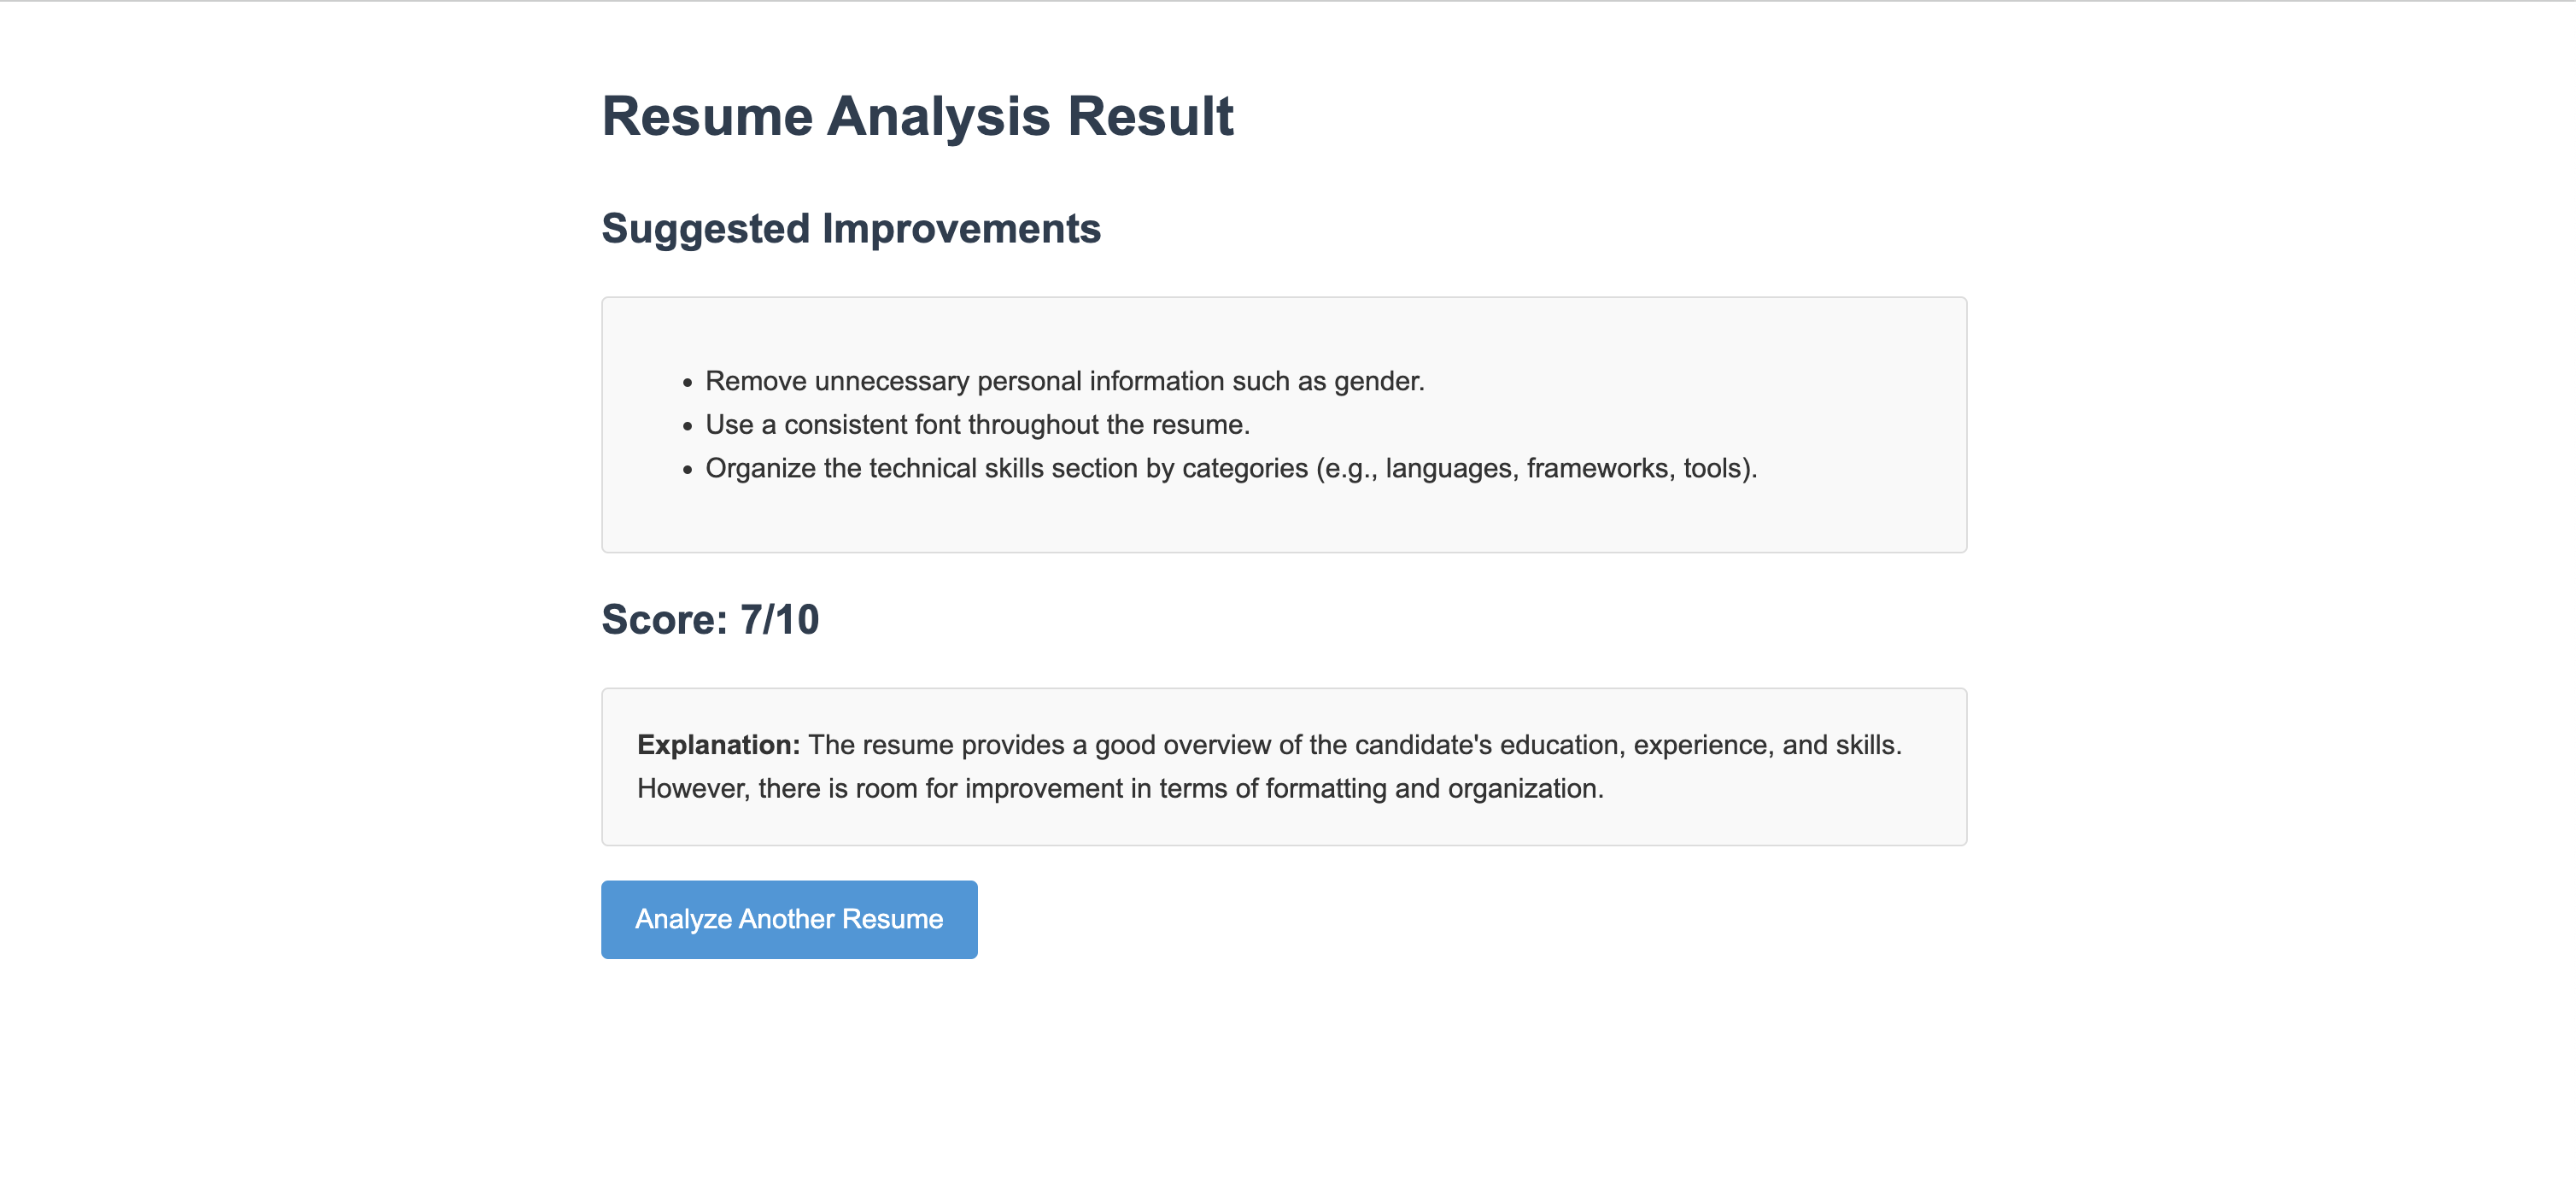 Resume Analysis Result
Suggested Improvements
• Remove unnecessary personal information such as gender.
• Use a consistent font throughout the resume.
• Organize the technical skills section by categories (e.g., languages, frameworks, tools).
Score: 7/10
Explanation: The resume provides a good overview of the candidate's education, experience, and skills.
However, there is room for improvement in terms of formatting and organization.
Analyze Another Resume